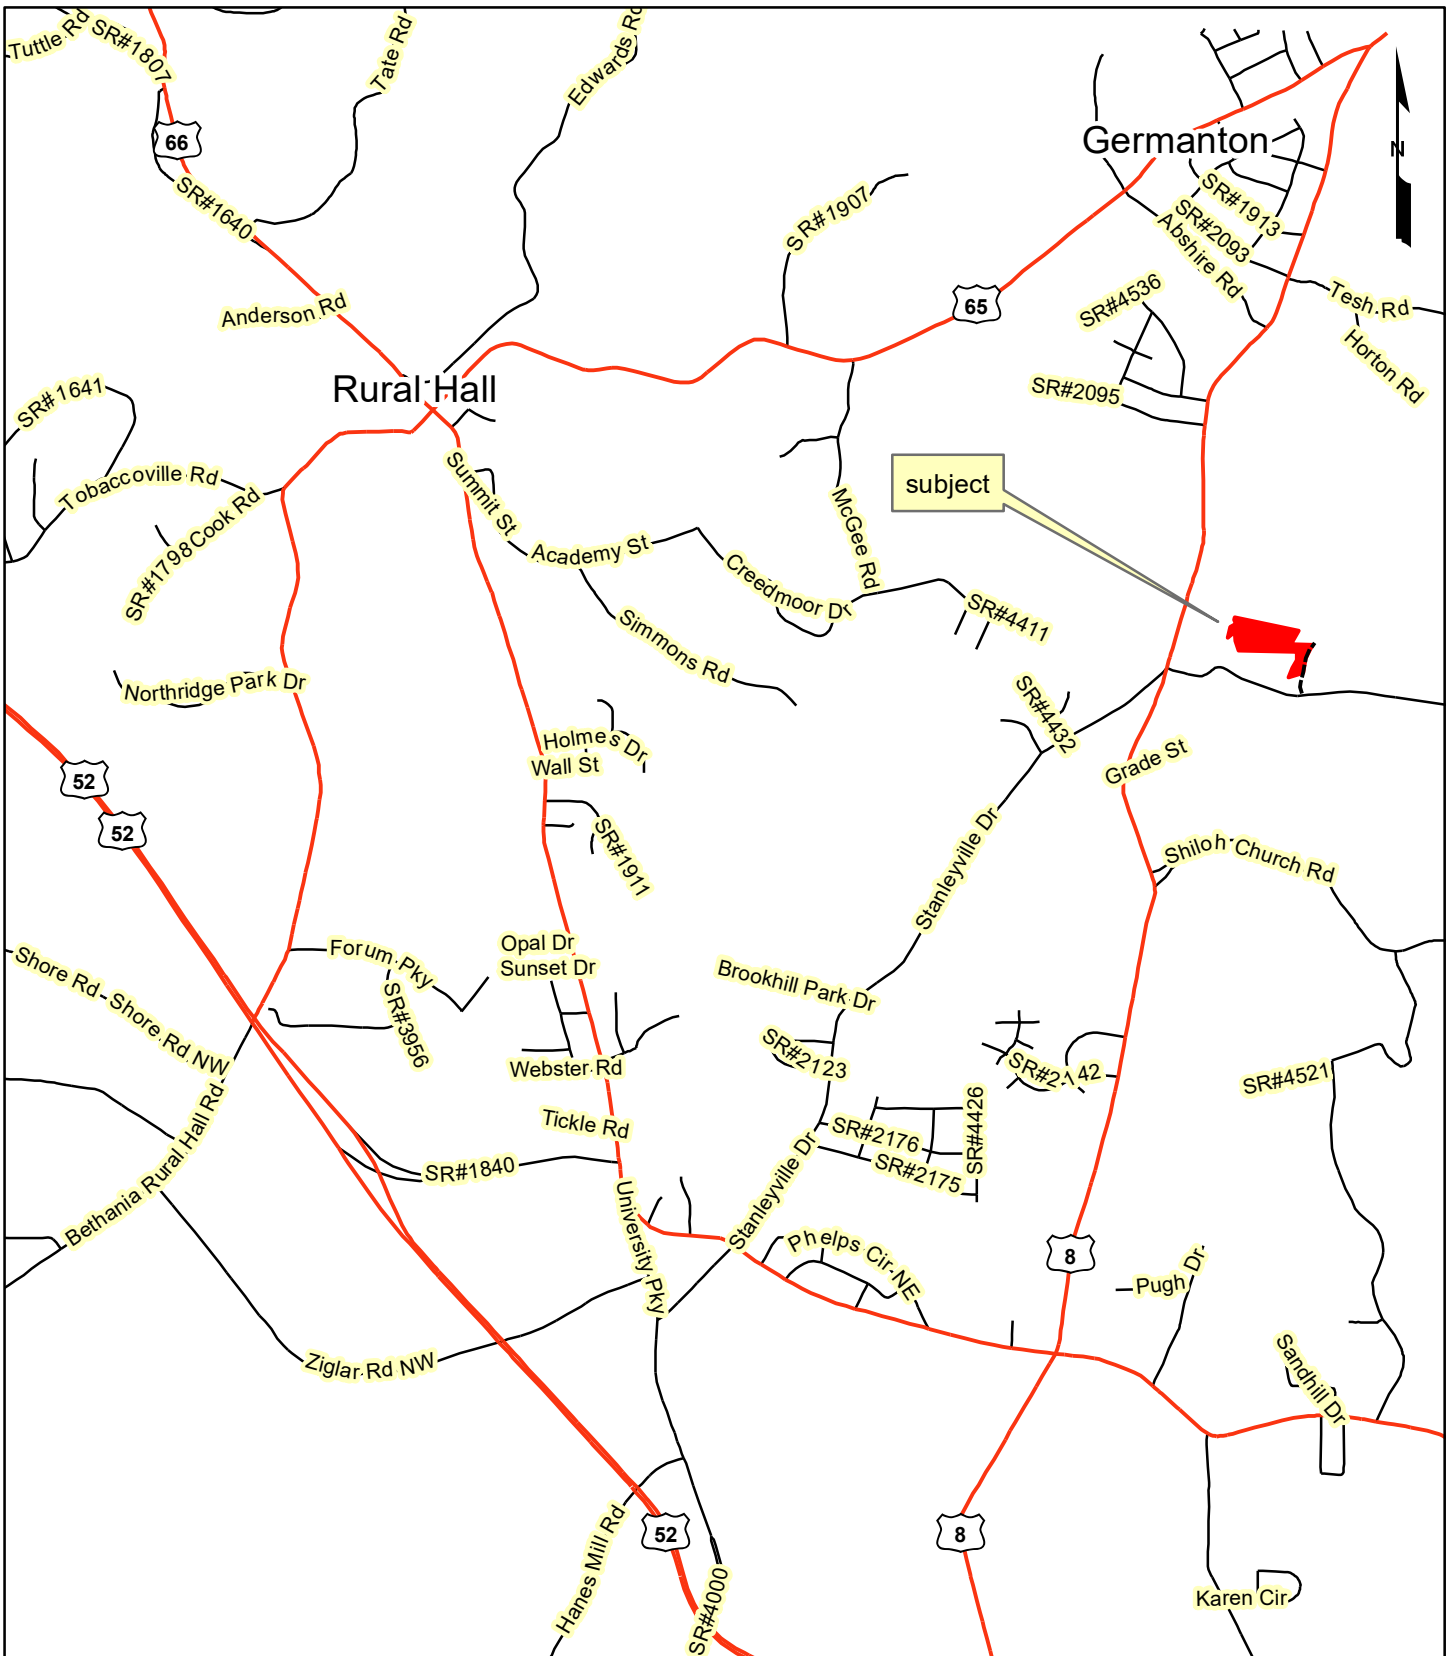 Tuttle Rd
SR#1807
Tate Rd
Edwards Rd
66
SR#1640
Germanton
N
SR#1907
SR#1913
SR#2093
Abshire Rd
Anderson Rd
65
SR#4536
Tesh Rd
Horton Rd
Rural Hall
SR#1641
SR#2095
Tobaccoville Rd
Summit St
subject
SR#1798
Cook Rd
Academy St
McGee Rd
Creedmoor Dr
SR#4411
Simmons Rd
Northridge Park Dr
SR#4432
Holmes Dr
Wall St
Grade St
52
52
SR#1911
Stanleyville Dr
Shiloh Church Rd
Shore Rd
Shore Rd NW
Forum Pky
SR#3956
Opal Dr
Sunset Dr
Brookhill Park Dr
SR#2123
SR#2142
SR#4521
Webster Rd
Tickle Rd
SR#2176
SR#4426
SR#2175
SR#1840
Bethania Rural Hall Rd
University Pky
Stanleyville Dr
Phelps Cir NE
8
Pugh Dr
Ziglar Rd NW
Sandhill Dr
Hanes Mill Rd
52
8
SR#4000
Karen Cir